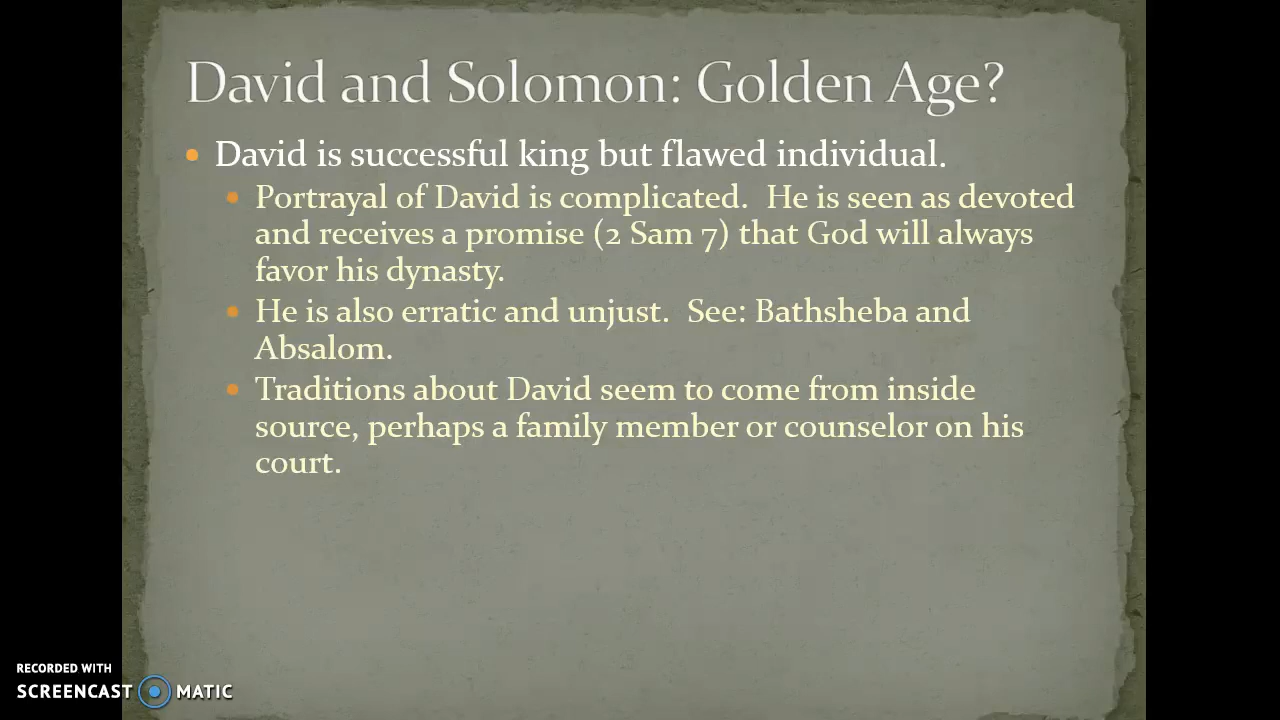 David and Solomon: Golden Age?
• David is successful king but flawed individual.
• Portrayal of David is complicated.  He is seen as devoted
and receives a promise (2 Sam 7) that God will always
favor his dynasty.
• He is also erratic and unjust.  See: Bathsheba and
Absalom.
• Traditions about David seem to come from inside
source, perhaps a family member or counselor on his
court.
RECORDED WITH
SCREENCAST MATIC